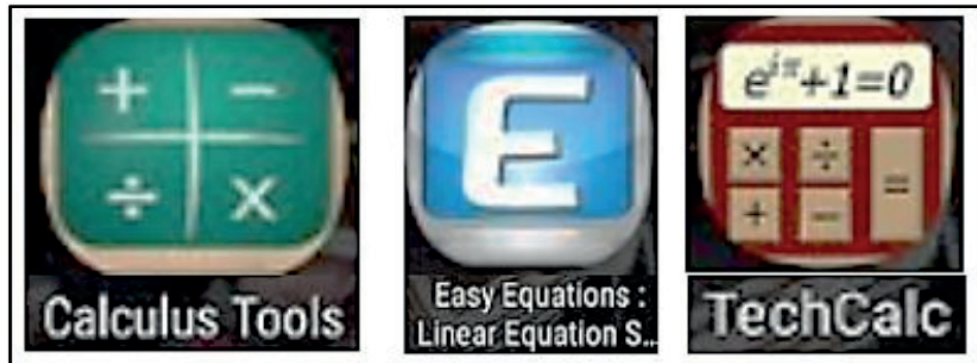 + −
÷ ×
Calculus Tools
E
Easy Equations :
Linear Equation S...
e^{iπ}+1=0
× ÷
+ − =
TechCalc